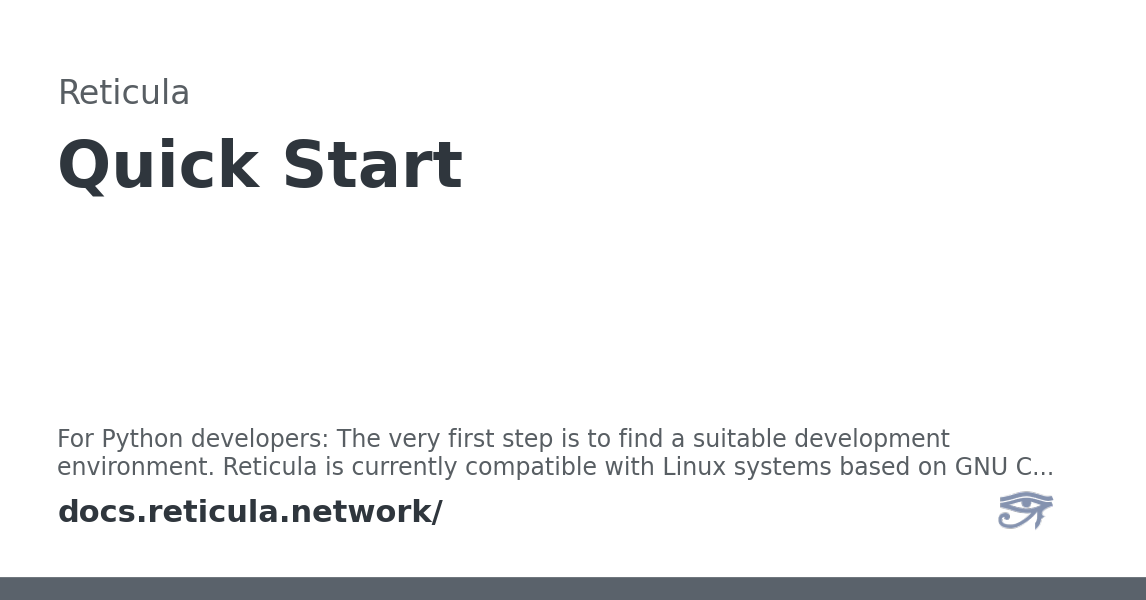 Reticula
Quick Start
For Python developers: The very first step is to find a suitable development
environment. Reticula is currently compatible with Linux systems based on GNU C...
docs.reticula.network/